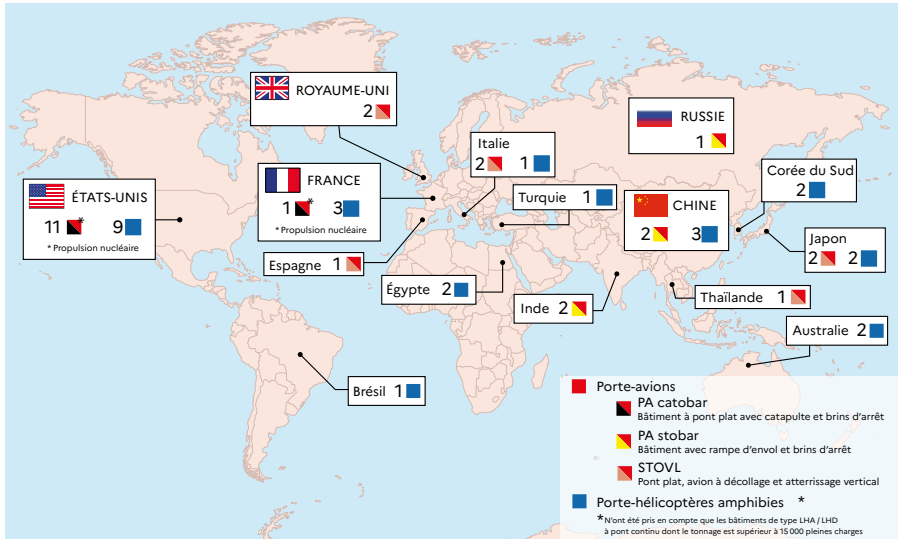 ROYAUME-UNI
2
RUSSIE
1
Italie
2 1
Corée du Sud
2
ÉTATS-UNIS
11 * 9
* Propulsion nucléaire
FRANCE
1 * 3
* Propulsion nucléaire
Turquie 1
CHINE
2 3
Japon
2 2
Espagne 1
Égypte 2
Inde 2
Thaïlande 1
Australie 2
Brésil 1
Porte-avions
PA catobar
Bâtiment à pont plat avec catapulte et brins d'arrêt
PA stobar
Bâtiment avec rampe d'envol et brins d'arrêt
STOVL
Pont plat, avion à décollage et atterrissage vertical
Porte-hélicoptères amphibies *
*N'ont été pris en compte que les bâtiments de type LHA / LHD
à pont continu dont le tonnage est supérieur à 15 000 pleines charges